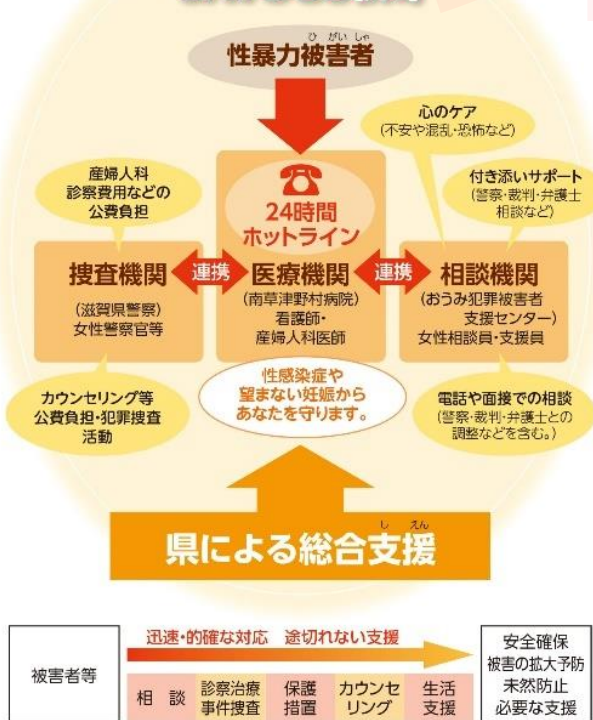 ひがいしゃ
性暴力被害者
心のケア
(不安や混乱・恐怖など)
産婦人科
診察費用などの
公費負担
24時間
ホットライン
付き添いサポート
(警察・裁判・弁護士
相談など)
捜査機関
(滋賀県警察)
女性警察官等
連携
医療機関
(南草津野村病院)
看護師・
産婦人科医師
連携
相談機関
(おうみ犯罪被害者
支援センター)
女性相談員・支援員
カウンセリング等
公費負担・犯罪捜査
活動
性感染症や
望まない妊娠から
あなたを守ります。
電話や面接での相談
(警察・裁判・弁護士との
調整などを含む。)
しえん
県による総合支援
被害者等
迅速・的確な対応 途切れない支援
相 談
診察治療
事件捜査
保護
措置
カウンセ
リング
生活
支援
安全確保
被害の拡大予防
未然防止
必要な支援